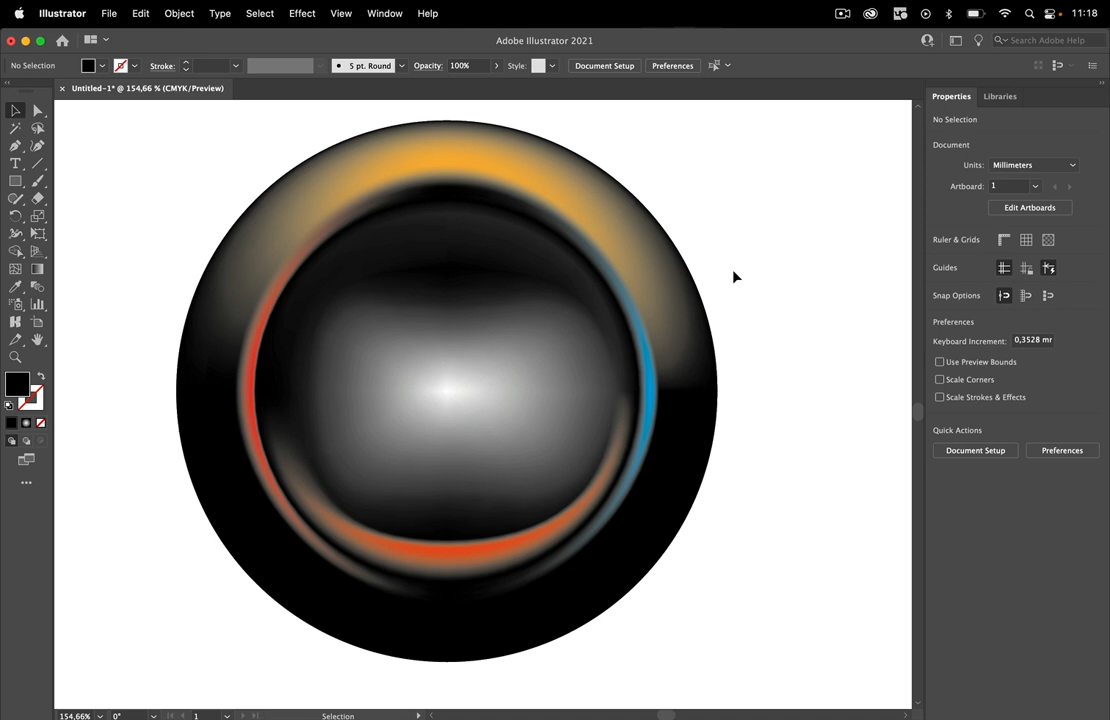 Illustrator File Edit Object Type Select Effect View Window Help 11:18
Adobe Illustrator 2021 Search Adobe Help
No Selection Stroke: 5 pt. Round Opacity: 100% Style: Document Setup Preferences
Untitled-1* @ 154,66 % (CMYK/Preview)
Properties Libraries
No Selection
Document
Units: Millimeters
Artboard: 1
Edit Artboards
Ruler & Grids
Guides
Snap Options
Preferences
Keyboard Increment: 0,3528 mr
Use Preview Bounds
Scale Corners
Scale Strokes & Effects
Quick Actions
Document Setup Preferences
154,66% 0° 1 Selection